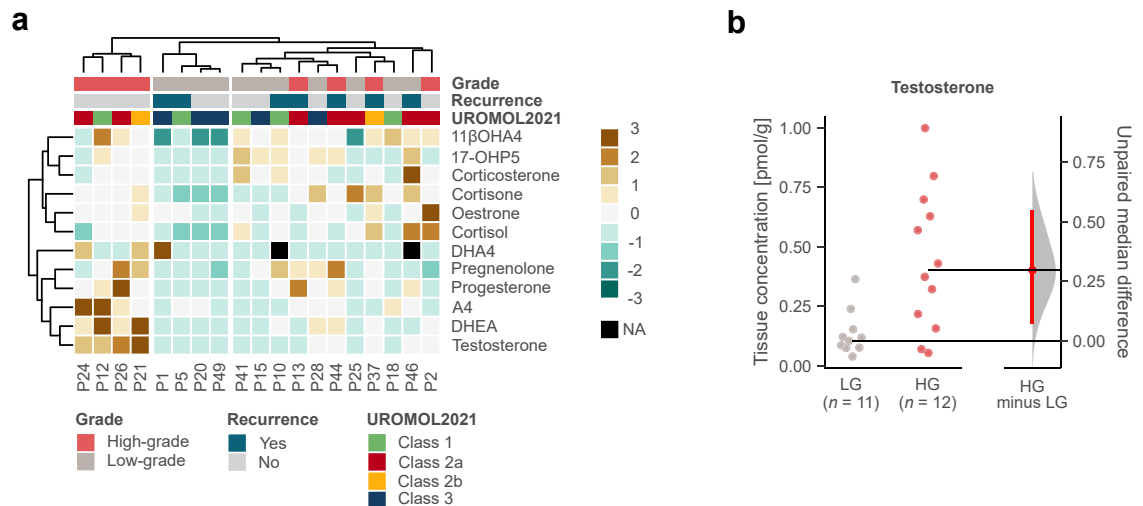 a
Grade
Recurrence
UROMOL2021
11βOHA4
17-OHP5
Corticosterone
Cortisone
Oestrone
Cortisol
DHA4
Pregnenolone
Progesterone
A4
DHEA
Testosterone
3
2
1
0
-1
-2
-3
NA
P24 P12 P26 P21 P1 P5 P20 P49 P41 P15 P10 P13 P28 P44 P25 P37 P18 P46 P2
Grade
High-grade
Low-grade
Recurrence
Yes
No
UROMOL2021
Class 1
Class 2a
Class 2b
Class 3
b
Testosterone
Tissue concentration [pmol/g]
1.00
0.75
0.50
0.25
0.00
LG
(n = 11)
HG
(n = 12)
HG
minus LG
0.75
0.50
0.25
0.00
Unpaired median difference